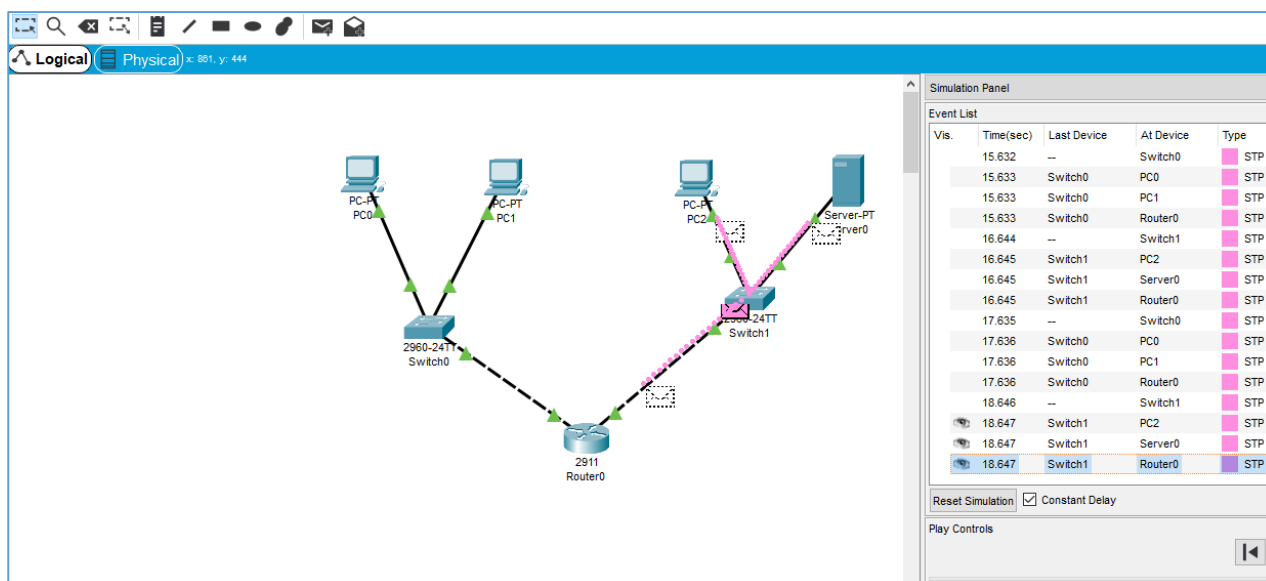 Logical Physical x: 861, y: 444
Simulation Panel
Event List
Vis. Time(sec) Last Device At Device Type
15.632 -- Switch0 STP
15.633 Switch0 PC0 STP
15.633 Switch0 PC1 STP
15.633 Switch0 Router0 STP
16.644 -- Switch1 STP
16.645 Switch1 PC2 STP
16.645 Switch1 Server0 STP
16.645 Switch1 Router0 STP
17.635 -- Switch0 STP
17.636 Switch0 PC0 STP
17.636 Switch0 PC1 STP
17.636 Switch0 Router0 STP
18.646 -- Switch1 STP
18.647 Switch1 PC2 STP
18.647 Switch1 Server0 STP
18.647 Switch1 Router0 STP
Reset Simulation Constant Delay
Play Controls
PC-PT
PC0
PC-PT
PC1
PC-PT
PC2
Server-PT
2960-24TT
Switch0
Switch1
2911
Router0